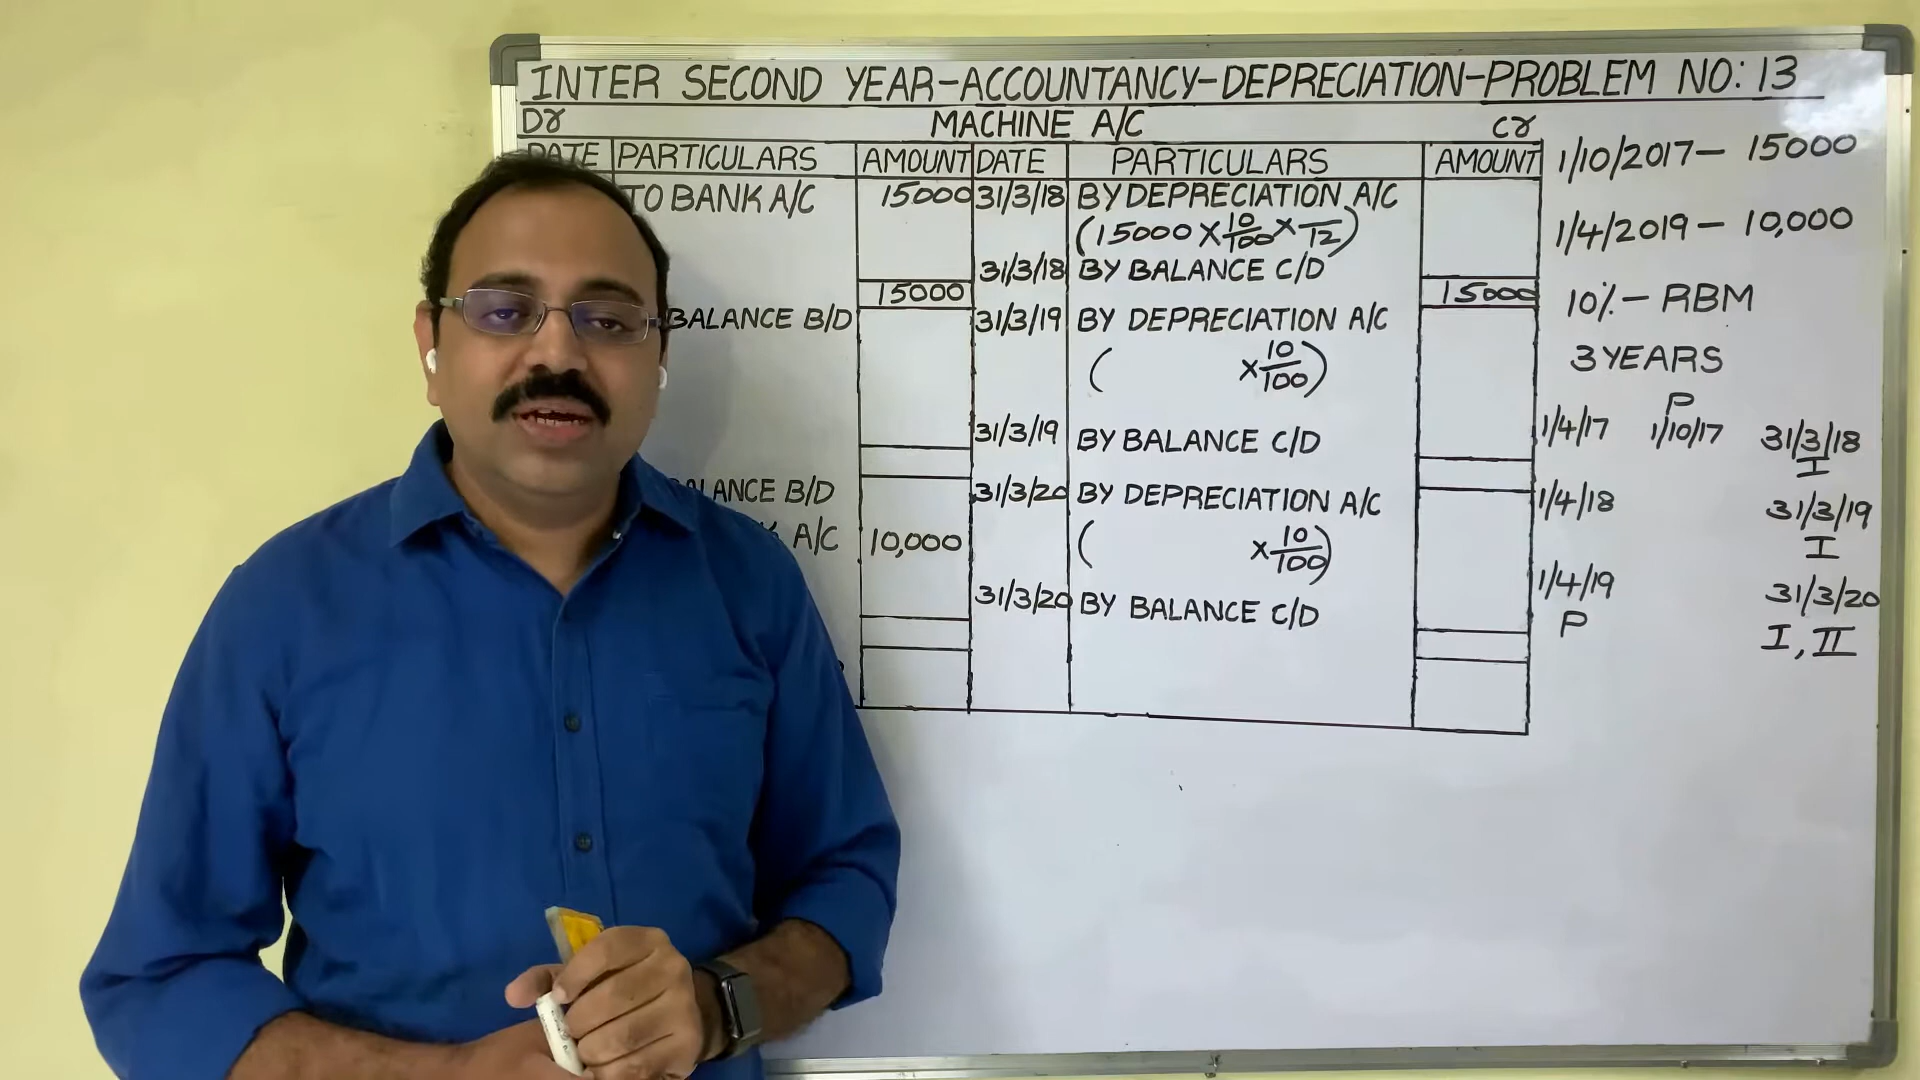 INTER SECOND YEAR-ACCOUNTANCY-DEPRECIATION-PROBLEM NO: 13
Dr MACHINE A/C Cr
DATE PARTICULARS AMOUNT DATE PARTICULARS AMOUNT
TO BANK A/C 15000 31/3/18 BY DEPRECIATION A/C
(15000 X 10/100 X /12)
31/3/18 BY BALANCE C/D
15000 15000
BALANCE B/D 31/3/19 BY DEPRECIATION A/C
( X 10/100)
31/3/19 BY BALANCE C/D
BALANCE B/D 31/3/20 BY DEPRECIATION A/C
A/C 10,000 ( X 10/100)
31/3/20 BY BALANCE C/D
1/10/2017 - 15000
1/4/2019 - 10,000
10% - RBM
3 YEARS
P
1/4/17 1/10/17 31/3/18
I
1/4/18 31/3/19
I
1/4/19 31/3/20
P I, II